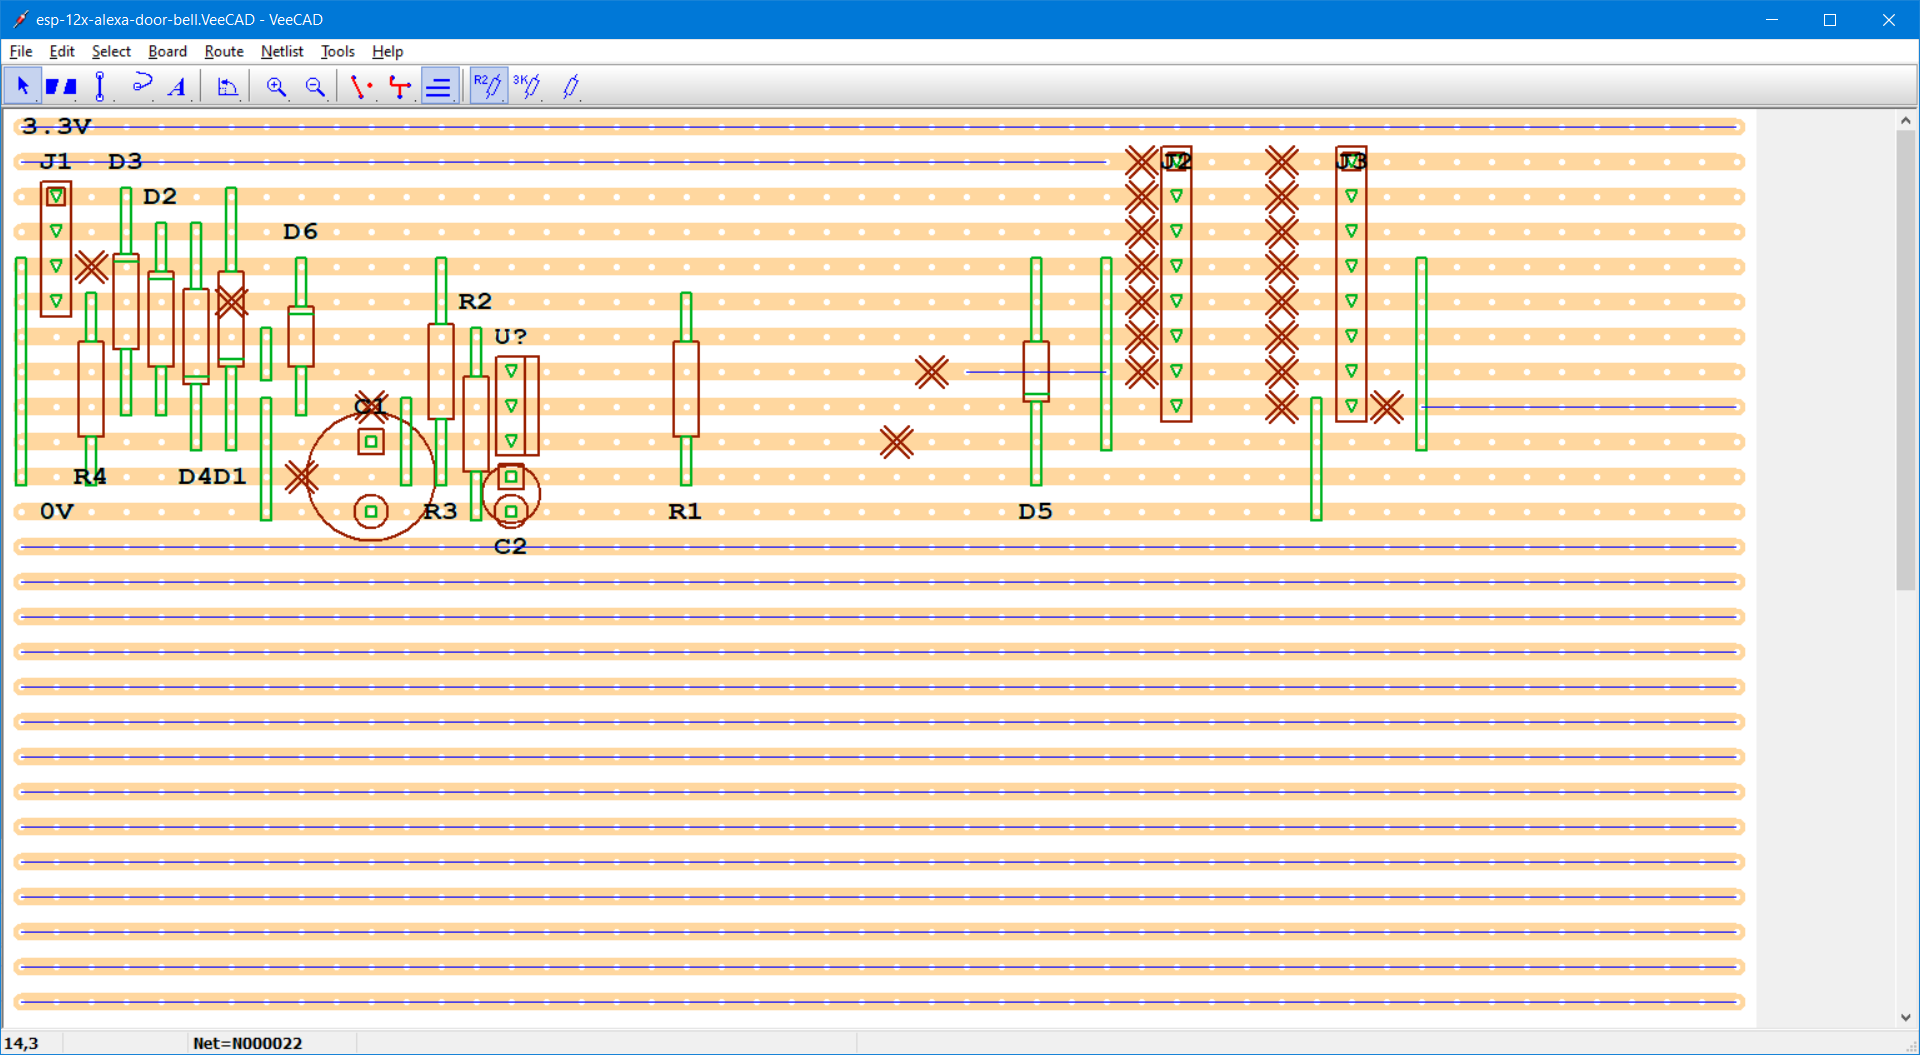 esp-12x-alexa-door-bell.VeeCAD - VeeCAD
File Edit Select Board Route Netlist Tools Help
A R2 3K
3.3V
J1 D3 J2 J3
D2
D6
R2
U?
C1
R4 D4D1
0V R3 R1 D5
C2
14,3 Net=N000022